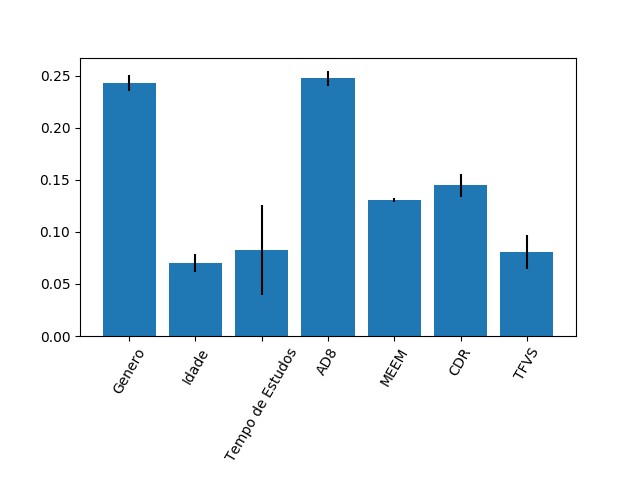 0.25
0.20
0.15
0.10
0.05
0.00
Genero
Idade
Tempo de Estudos
AD8
MEEM
CDR
TFVS